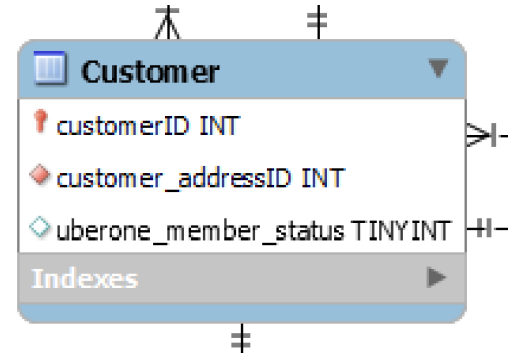 Customer
customerID INT
customer_addressID INT
uberone_member_status TINYINT
Indexes